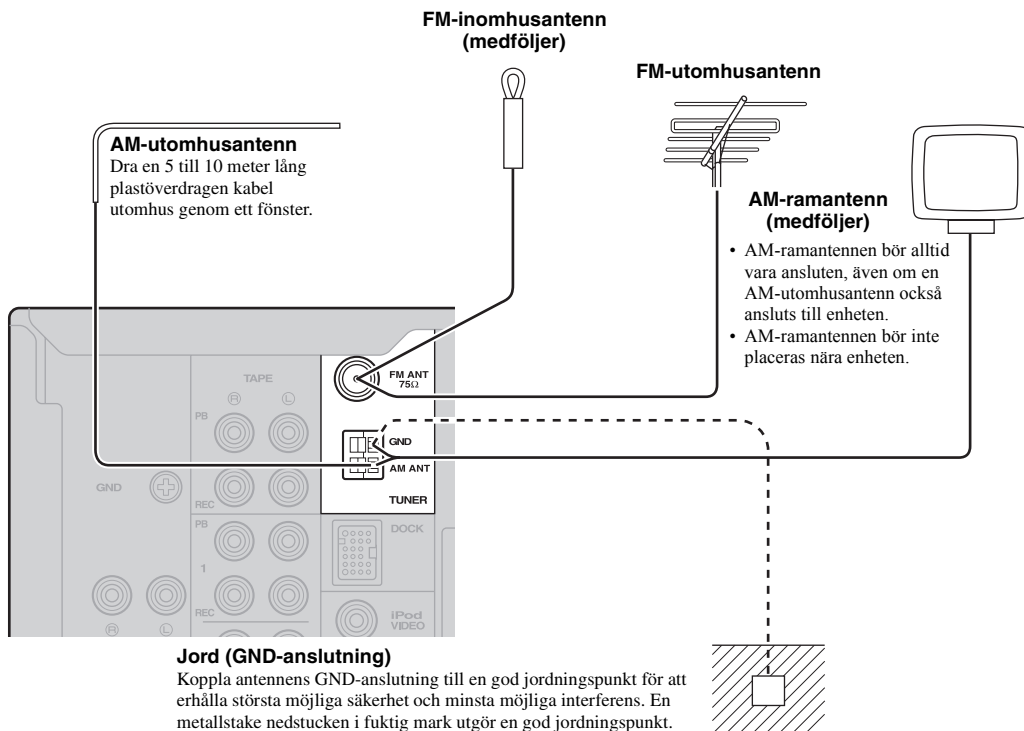 FM-inomhusantenn
(medföljer)
FM-utomhusantenn
AM-utomhusantenn
Dra en 5 till 10 meter lång
plastöverdragen kabel
utomhus genom ett fönster.
AM-ramantenn
(medföljer)
• AM-ramantennen bör alltid
vara ansluten, även om en
AM-utomhusantenn också
ansluts till enheten.
• AM-ramantennen bör inte
placeras nära enheten.
TAPE
R
L
PB
REC
GND
PB
1
REC
R
L
FM ANT
75Ω
GND
AM ANT
TUNER
DOCK
iPod
VIDEO
Jord (GND-anslutning)
Koppla antennens GND-anslutning till en god jordningspunkt för att
erhålla största möjliga säkerhet och minsta möjliga interferens. En
metallstake nedstucken i fuktig mark utgör en god jordningspunkt.